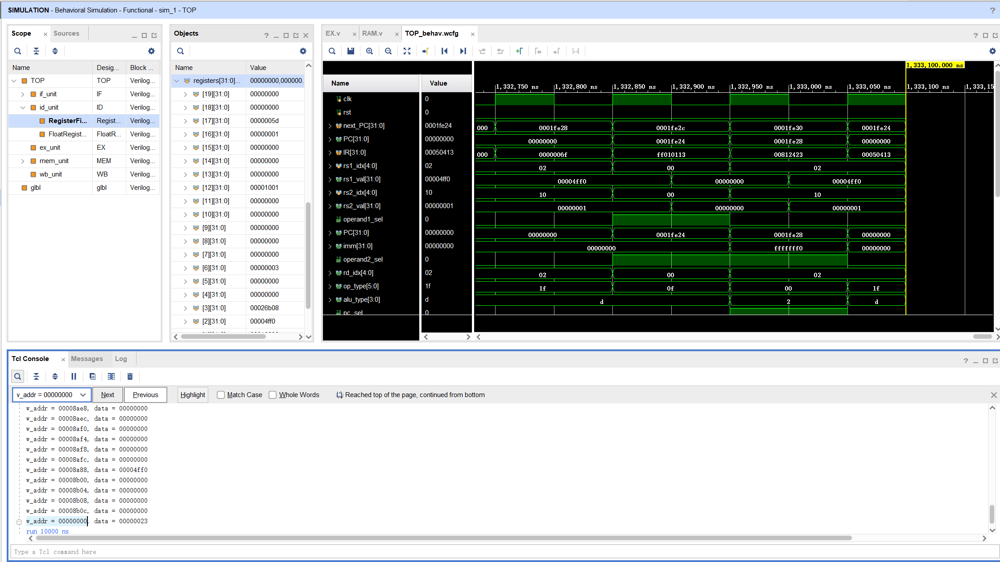 SIMULATION - Behavioral Simulation - Functional - sim_1 - TOP
?
Scope
Sources
Name Desig... Block ...
TOP TOP Verilog...
if_unit IF Verilog...
id_unit ID Verilog...
RegisterFi... Regist... Verilog...
FloatRegist... FloatR... Verilog...
ex_unit EX Verilog...
mem_unit MEM Verilog...
wb_unit WB Verilog...
glbl glbl Verilog...
Objects
?
Name Value
registers[31:0]... 00000000,000000.
[19][31:0] 00000000
[18][31:0] 00000000
[17][31:0] 0000005d
[16][31:0] 00000001
[15][31:0] 00000000
[14][31:0] 00000000
[13][31:0] 00000000
[12][31:0] 00001001
[11][31:0] 00000000
[10][31:0] 00000000
[9][31:0] 00000000
[8][31:0] 00000000
[7][31:0] 00000000
[6][31:0] 00000003
[5][31:0] 00000000
[4][31:0] 00000000
[3][31:0] 00026b08
[2][31:0] 00004ff0
EX.v RAM.v TOP_behav.wcfg
?
1,333,100.000 ns
Name Value
1,332,750 ns 1,332,800 ns 1,332,850 ns 1,332,900 ns 1,332,950 ns 1,333,000 ns 1,333,050 ns 1,333,100 ns 1,333,15
clk 0
rst 0
next_PC[31:0] 0001fe24 000 0001fe28 0001fe2c 0001fe30 0001fe24
PC[31:0] 00000000 00000000 0001fe24 0001fe28 00000000
IR[31:0] 00050413 000 0000006f ff010113 00812423 00050413
rs1_idx[4:0] 02 02 00 02
rs1_val[31:0] 00004ff0 00004ff0 00000000 00004ff0
rs2_idx[4:0] 10 10 00 10
rs2_val[31:0] 00000001 00000001 00000000 00000001
operand1_sel 0
PC[31:0] 00000000 00000000 0001fe24 0001fe28 00000000
imm[31:0] 00000000 00000000 fffffff0 00000000
operand2_sel 0
rd_idx[4:0] 02 02 00 02
op_type[5:0] 1f 1f 0f 00 1f
alu_type[3:0] d d 2 d
pc_sel 0
Tcl Console Messages Log
?
w_addr = 00000000 Next Previous Highlight Match Case Whole Words Reached top of the page, continued from bottom
w_addr = 00008ae8, data = 00000000
w_addr = 00008aec, data = 00000000
w_addr = 00008af0, data = 00000000
w_addr = 00008af4, data = 00000000
w_addr = 00008af8, data = 00000000
w_addr = 00008afc, data = 00000000
w_addr = 00008a88, data = 00004ff0
w_addr = 00008b00, data = 00000000
w_addr = 00008b04, data = 00000000
w_addr = 00008b08, data = 00000000
w_addr = 00008b0c, data = 00000000
w_addr = 00000000, data = 00000023
run 10000 ns
Type a Tcl command here